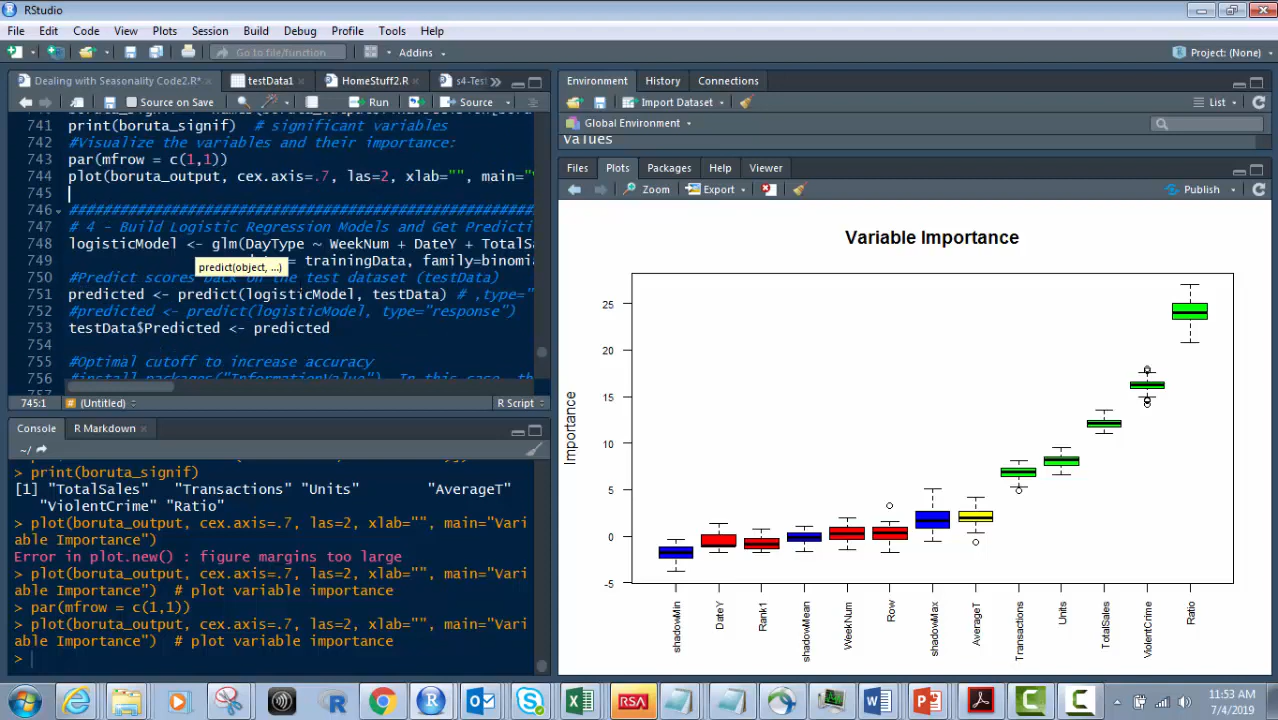 RStudio
File Edit Code View Plots Session Build Debug Profile Tools Help
Go to file/function Addins Project: (None)
Dealing with Seasonality Code2.R* testData1 HomeStuff2.R s4-Test
Source on Save Run Source
741 print(boruta_signif) # significant variables
742 #Visualize the variables and their importance:
743 par(mfrow = c(1,1))
744 plot(boruta_output, cex.axis=.7, las=2, xlab="", main="
745
746 ########################################################
747 # 4 - Build Logistic Regression Models and Get Predicti
748 logisticModel <- glm(DayType ~ WeekNum + DateY + TotalSa
749 = trainingData, family=binomia
predict(object, ...)
750 #Predict scores back on the test dataset (testData)
751 predicted <- predict(logisticModel, testData) # ,type="
752 #predicted <- predict(logisticModel, type="response")
753 testData$Predicted <- predicted
754
755 #Optimal cutoff to increase accuracy
756 #install.packages("InformationValue"). In this case, th
745:1 (Untitled) R Script
Console R Markdown
~/
> print(boruta_signif)
[1] "TotalSales" "Transactions" "Units" "AverageT"
"ViolentCrime" "Ratio"
> plot(boruta_output, cex.axis=.7, las=2, xlab="", main="Vari
able Importance")
Error in plot.new() : figure margins too large
> plot(boruta_output, cex.axis=.7, las=2, xlab="", main="Vari
able Importance") # plot variable importance
> par(mfrow = c(1,1))
> plot(boruta_output, cex.axis=.7, las=2, xlab="", main="Vari
able Importance") # plot variable importance
>
Environment History Connections
Import Dataset List
Global Environment
Values
Files Plots Packages Help Viewer
Zoom Export Publish
Variable Importance
Importance
25
20
15
10
5
0
-5
shadowMin
DateY
Rank1
shadowMean
WeekNum
Row
shadowMax
AverageT
Transactions
Units
TotalSales
ViolentCrime
Ratio
RSA
11:53 AM
7/4/2019